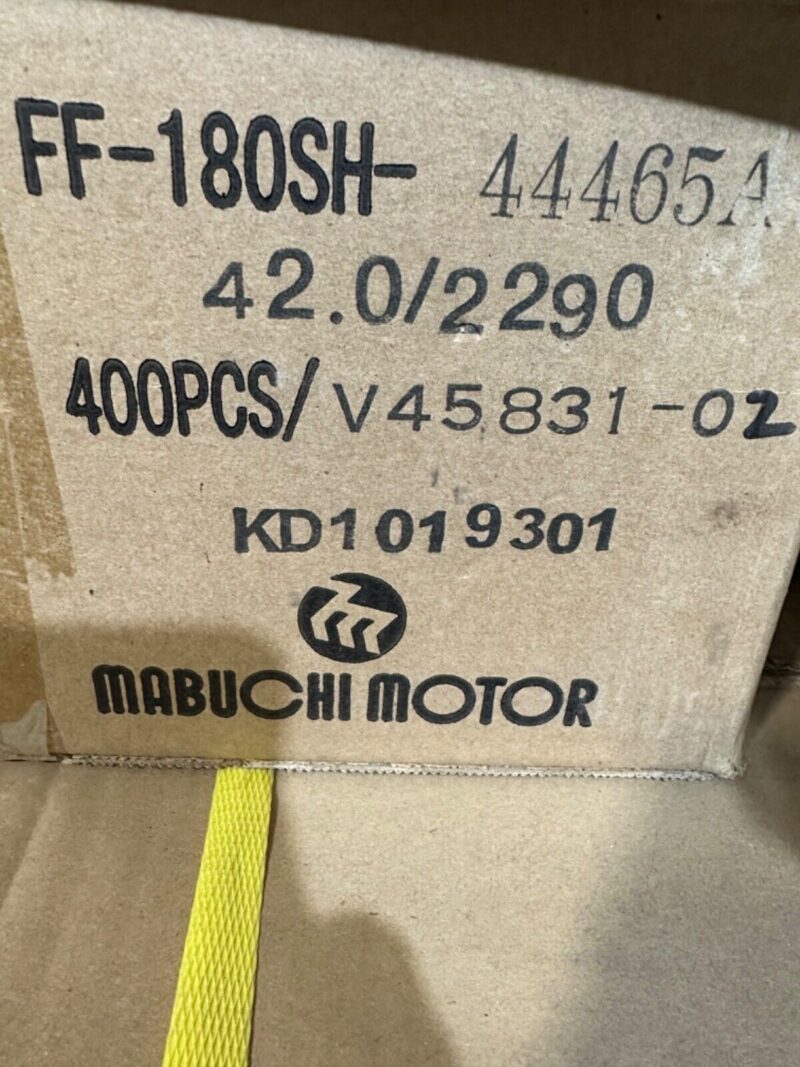 FF-180SH- 44465A
42.0/2290
400PCS/V45831-02
KD1019301
MABUCHI MOTOR